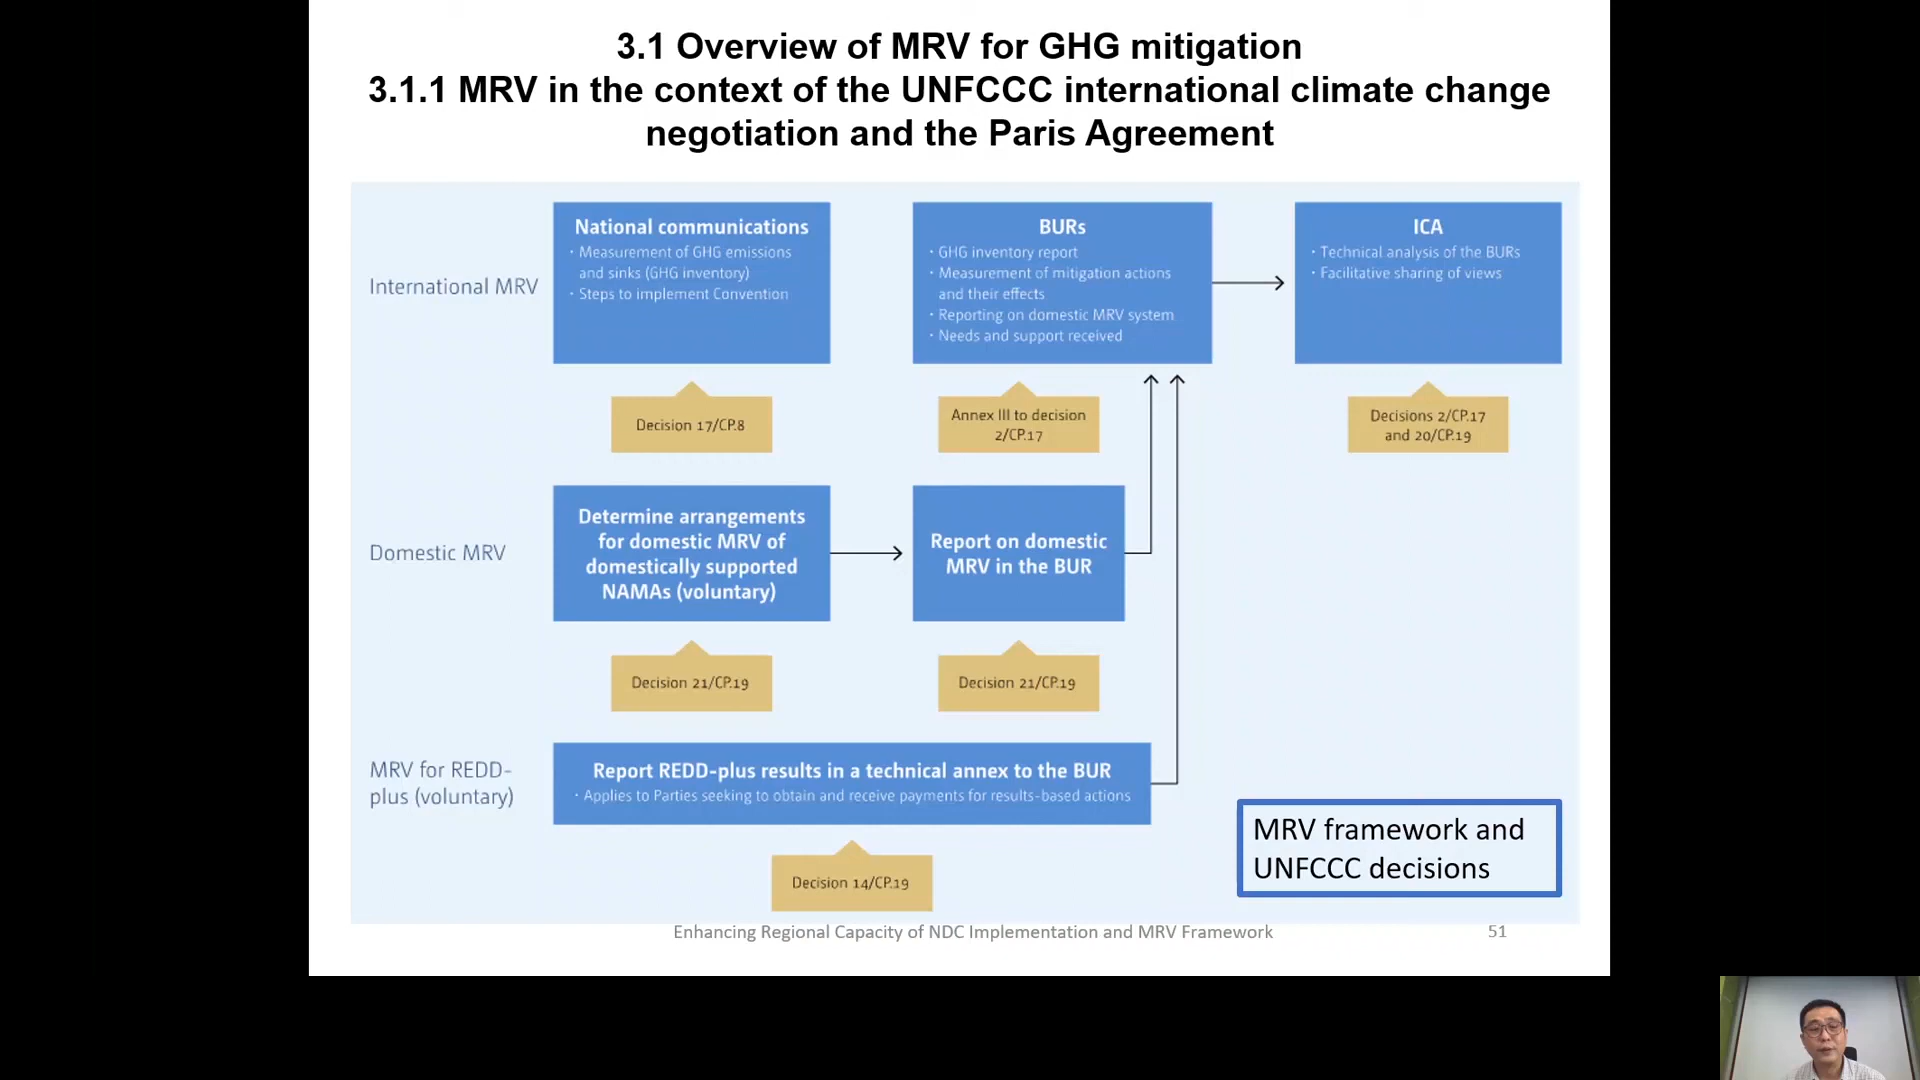 3.1 Overview of MRV for GHG mitigation
3.1.1 MRV in the context of the UNFCCC international climate change
negotiation and the Paris Agreement
International MRV
National communications
· Measurement of GHG emissions
and sinks (GHG inventory)
· Steps to implement Convention
BURs
· GHG inventory report
· Measurement of mitigation actions
and their effects
· Reporting on domestic MRV system
· Needs and support received
ICA
· Technical analysis of the BURs
· Facilitative sharing of views
Decision 17/CP.8
Annex III to decision
2/CP.17
Decisions 2/CP.17
and 20/CP.19
Domestic MRV
Determine arrangements
for domestic MRV of
domestically supported
NAMAs (voluntary)
Report on domestic
MRV in the BUR
Decision 21/CP.19
Decision 21/CP.19
MRV for REDD-
plus (voluntary)
Report REDD-plus results in a technical annex to the BUR
· Applies to Parties seeking to obtain and receive payments for results-based actions
Decision 14/CP.19
MRV framework and
UNFCCC decisions
Enhancing Regional Capacity of NDC Implementation and MRV Framework
51